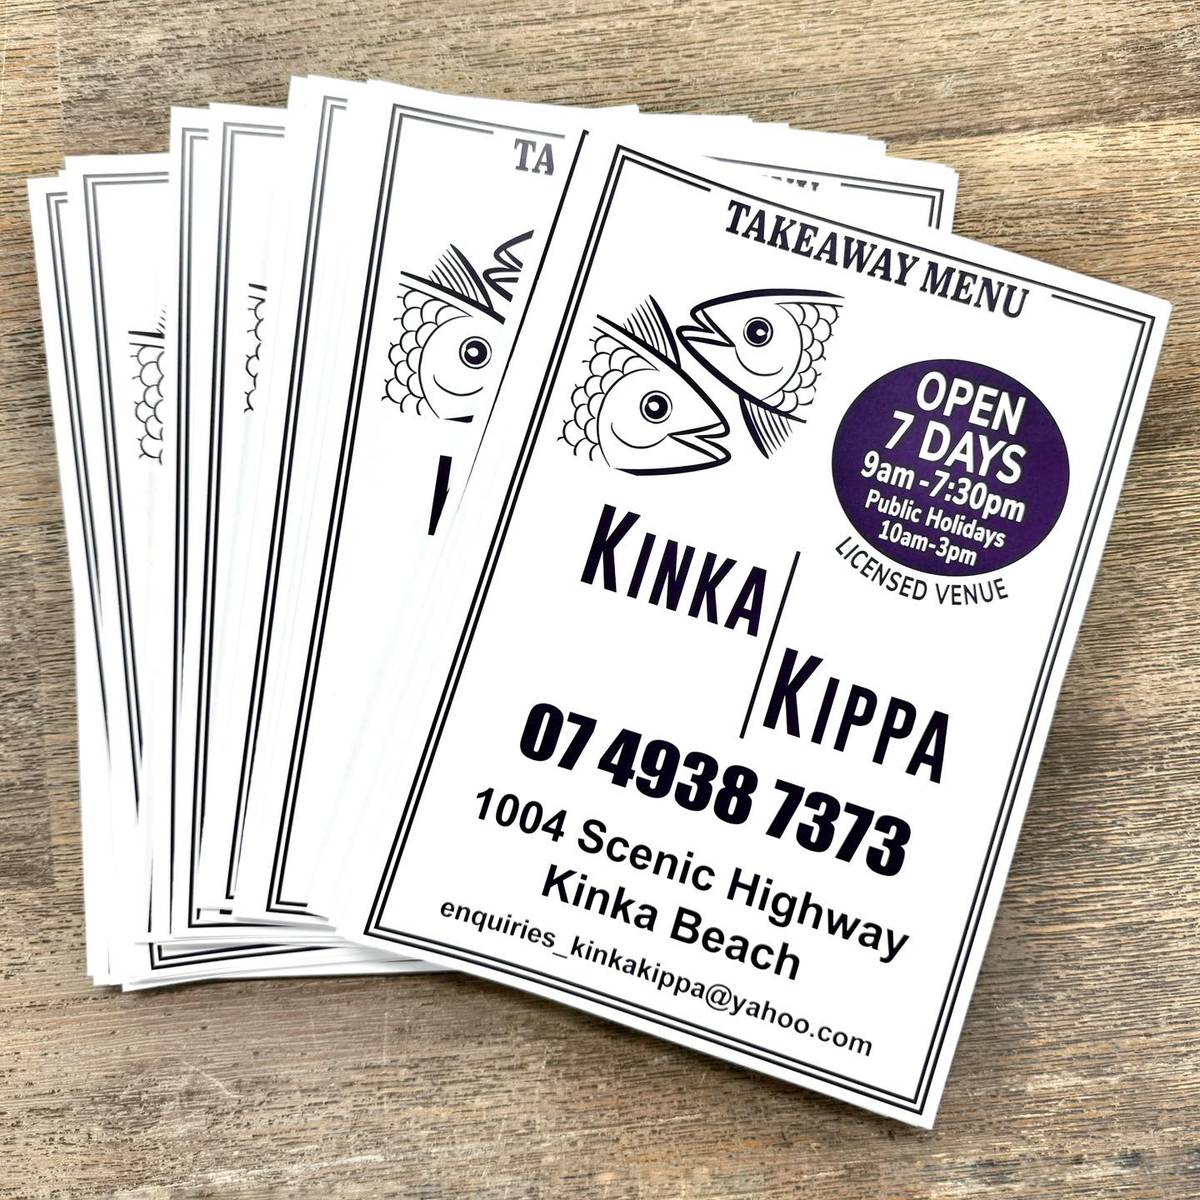 TAKEAWAY MENU
OPEN
7 DAYS
9am-7:30pm
Public Holidays
10am-3pm
LICENSED VENUE
KINKA
KIPPA
07 4938 7373
1004 Scenic Highway
Kinka Beach
enquiries_kinkakippa@yahoo.com
TA